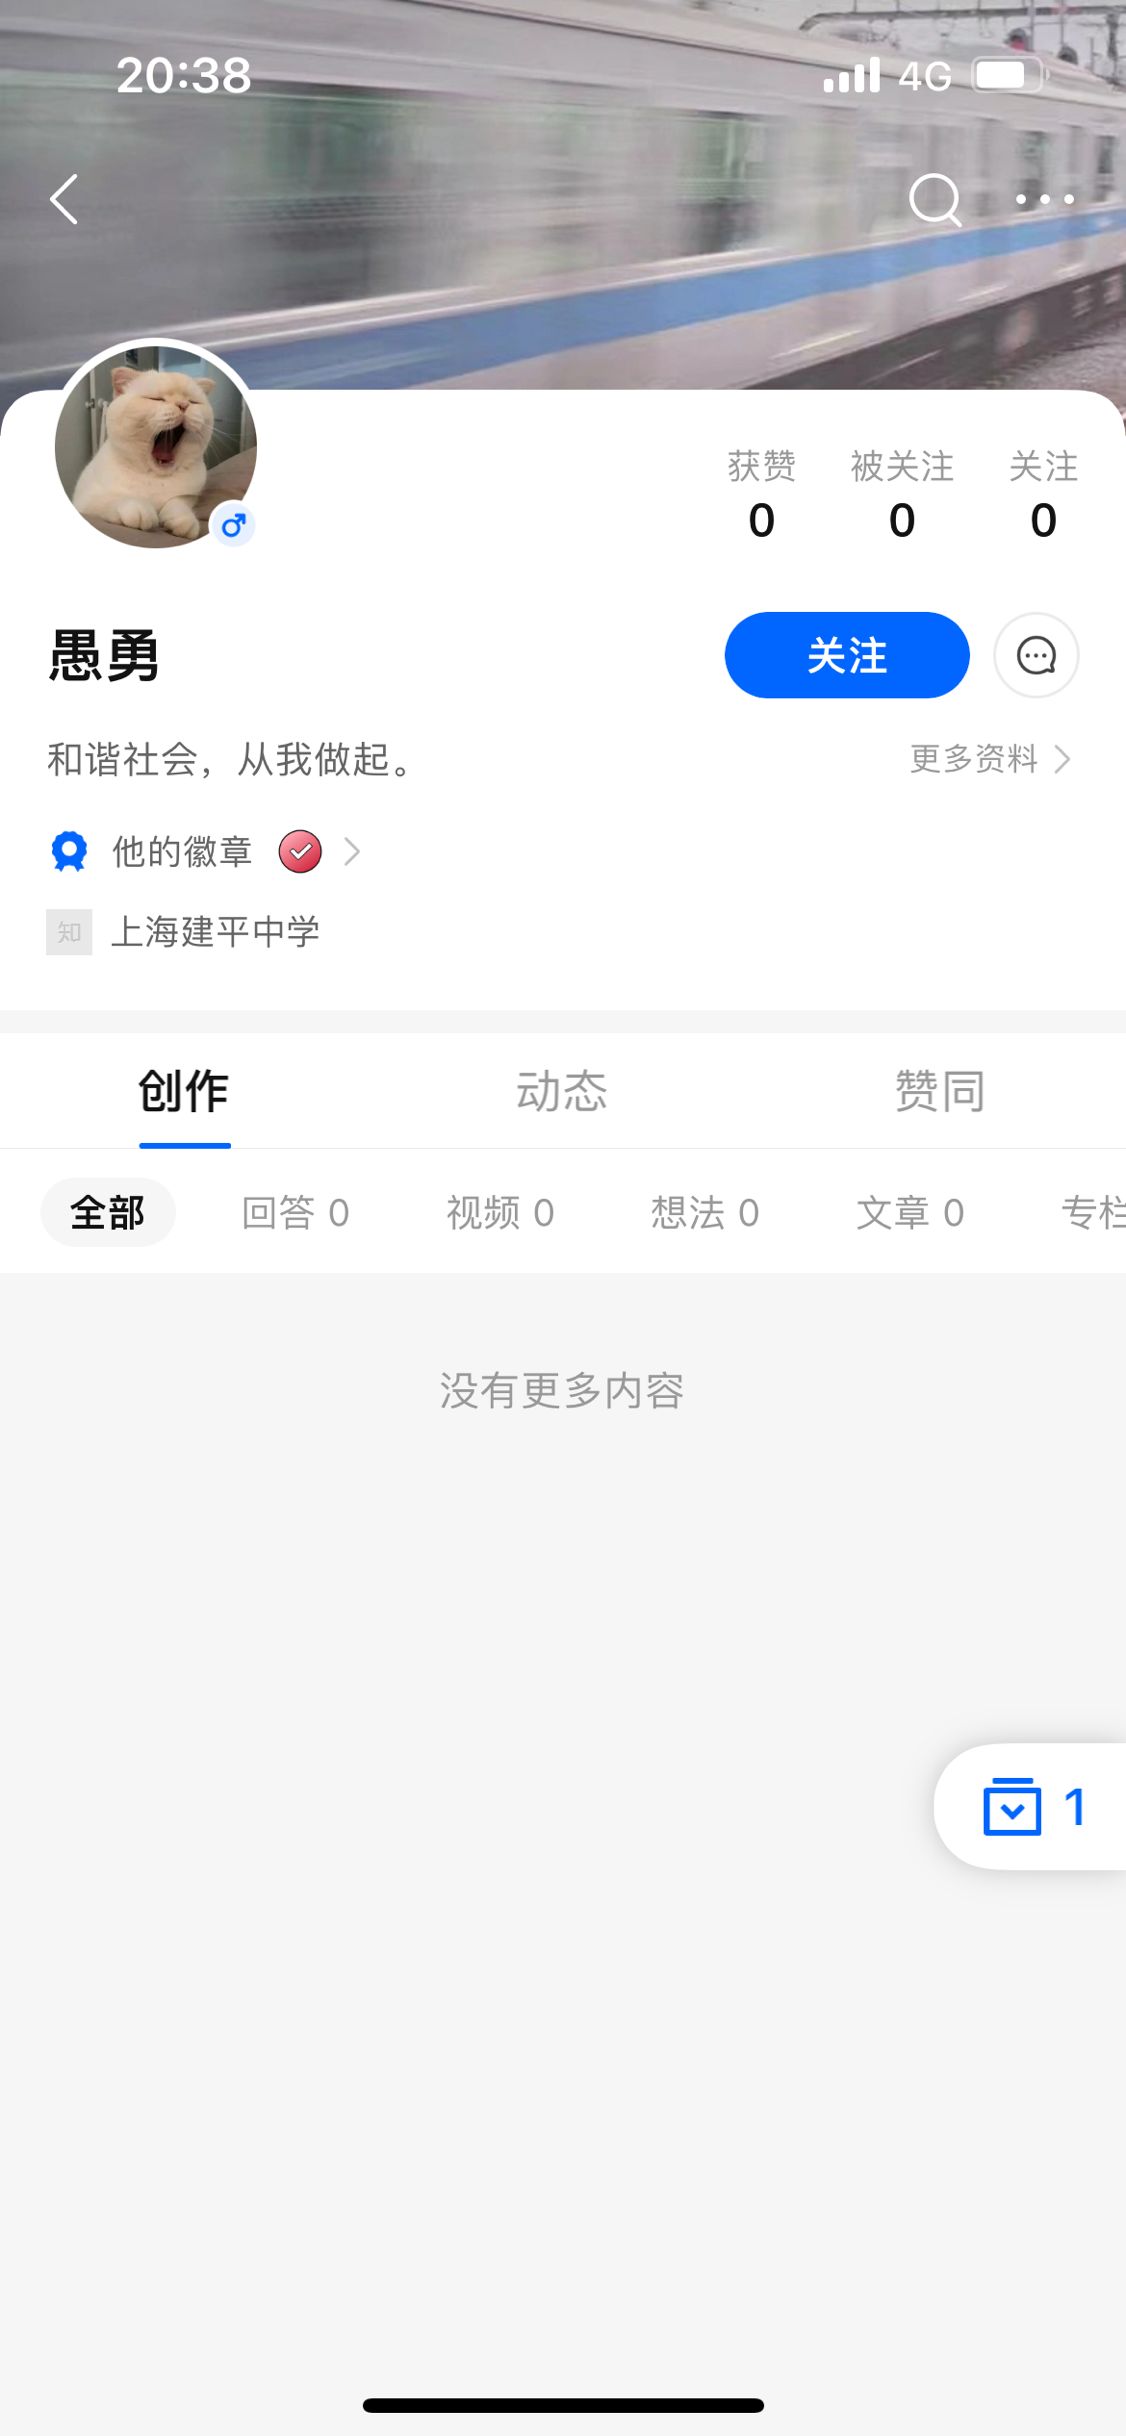 20:38 4G
获赞 被关注 关注
0 0 0
愚勇 关注
和谐社会，从我做起。 更多资料
他的徽章
知 上海建平中学
创作 动态 赞同
全部 回答 0 视频 0 想法 0 文章 0 专栏
没有更多内容
1